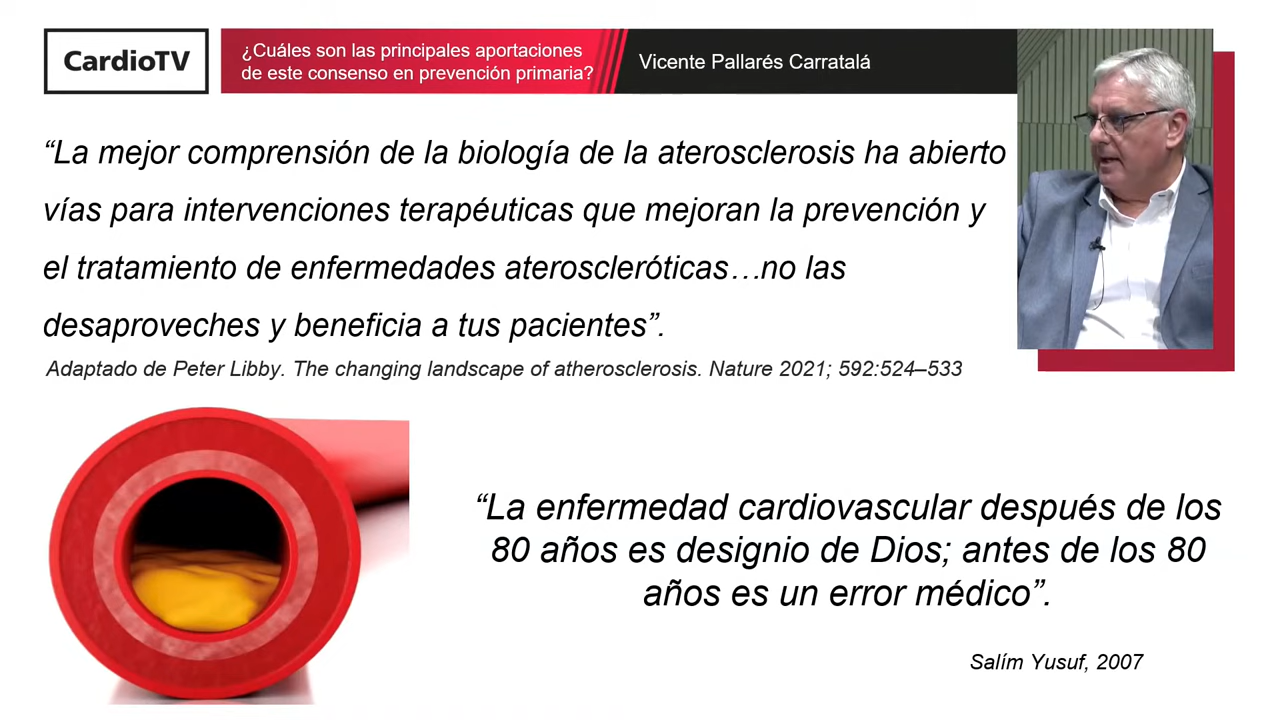 CardioTV
¿Cuáles son las principales aportaciones
de este consenso en prevención primaria?
Vicente Pallarés Carratalá
“La mejor comprensión de la biología de la aterosclerosis ha abierto
vías para intervenciones terapéuticas que mejoran la prevención y
el tratamiento de enfermedades ateroscleróticas…no las
desaproveches y beneficia a tus pacientes”.
Adaptado de Peter Libby. The changing landscape of atherosclerosis. Nature 2021; 592:524–533
“La enfermedad cardiovascular después de los
80 años es designio de Dios; antes de los 80
años es un error médico”.
Salím Yusuf, 2007